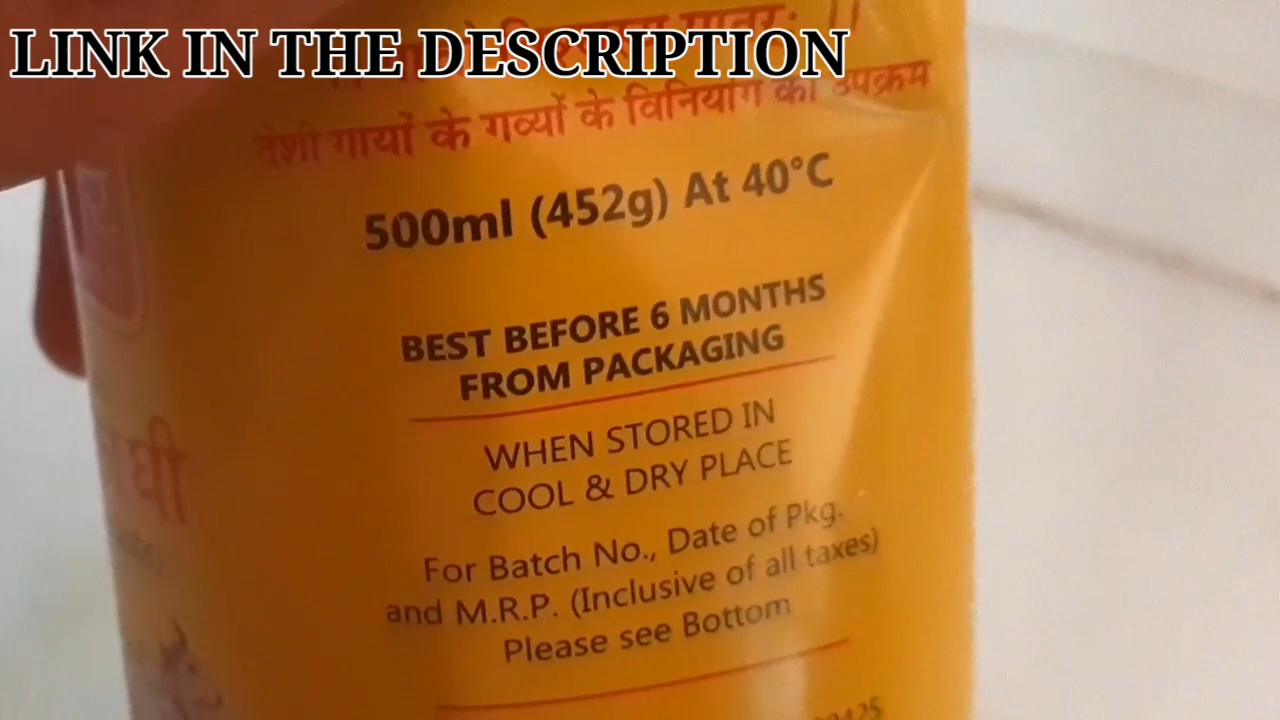 LINK IN THE DESCRIPTION
मातरः ||
देशी गायों के गव्यों के विनियोग का उपक्रम
500ml (452g) At 40°C
BEST BEFORE 6 MONTHS
FROM PACKAGING
WHEN STORED IN
COOL & DRY PLACE
For Batch No., Date of Pkg.
and M.R.P. (Inclusive of all taxes)
Please see Bottom
घी